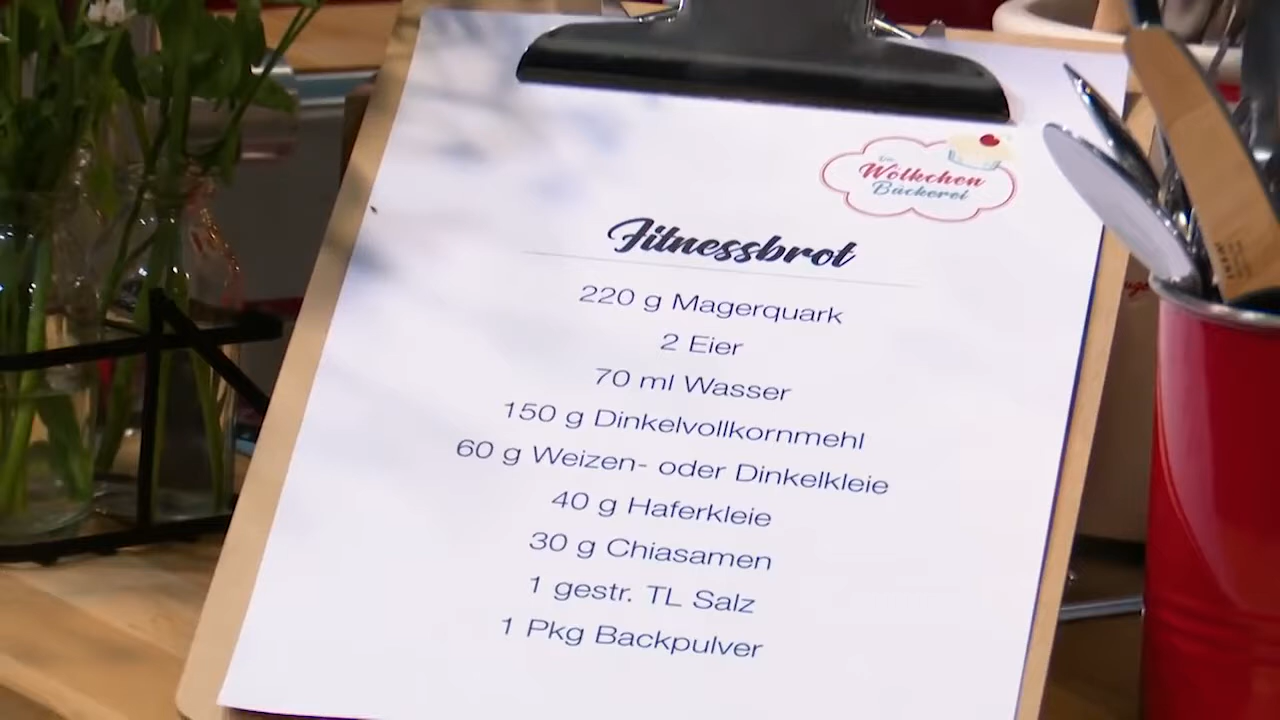 Wölkchen
Bäckerei
Fitnessbrot
220 g Magerquark
2 Eier
70 ml Wasser
150 g Dinkelvollkornmehl
60 g Weizen- oder Dinkelkleie
40 g Haferkleie
30 g Chiasamen
1 gestr. TL Salz
1 Pkg Backpulver